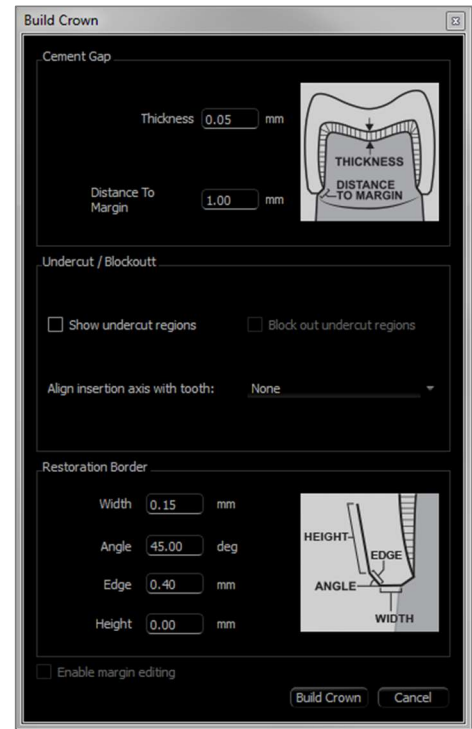 Build Crown
Cement Gap
Thickness 0.05 mm
THICKNESS
DISTANCE
TO MARGIN
Distance To
Margin
1.00 mm
Undercut / Blockoutt
Show undercut regions Block out undercut regions
Align insertion axis with tooth: None
Restoration Border
Width 0.15 mm
Angle 45.00 deg
Edge 0.40 mm
Height 0.00 mm
HEIGHT
EDGE
ANGLE
WIDTH
Enable margin editing
Build Crown Cancel